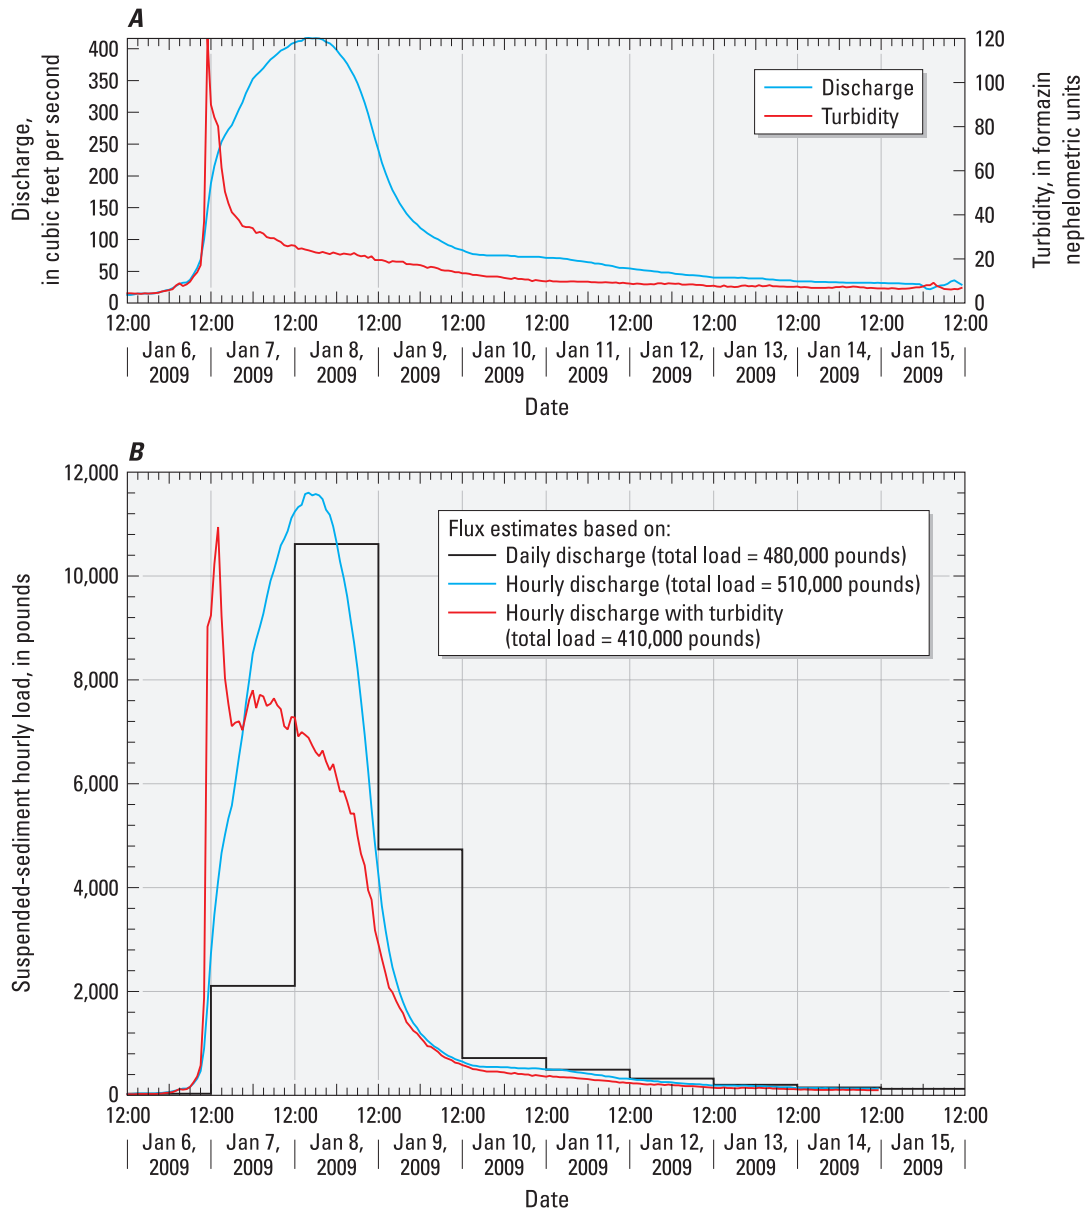 A
Discharge,
in cubic feet per second
400
350
300
250
200
150
100
50
0
120
100
80
60
40
20
0
Turbidity, in formazin
nephelometric units
Discharge
Turbidity
12:00 12:00 12:00 12:00 12:00 12:00 12:00 12:00 12:00 12:00 12:00
Jan 6, Jan 7, Jan 8, Jan 9, Jan 10, Jan 11, Jan 12, Jan 13, Jan 14, Jan 15,
2009 2009 2009 2009 2009 2009 2009 2009 2009 2009
Date
B
Suspended-sediment hourly load, in pounds
12,000
10,000
8,000
6,000
4,000
2,000
0
Flux estimates based on:
Daily discharge (total load = 480,000 pounds)
Hourly discharge (total load = 510,000 pounds)
Hourly discharge with turbidity
(total load = 410,000 pounds)
12:00 12:00 12:00 12:00 12:00 12:00 12:00 12:00 12:00 12:00 12:00
Jan 6, Jan 7, Jan 8, Jan 9, Jan 10, Jan 11, Jan 12, Jan 13, Jan 14, Jan 15,
2009 2009 2009 2009 2009 2009 2009 2009 2009 2009
Date